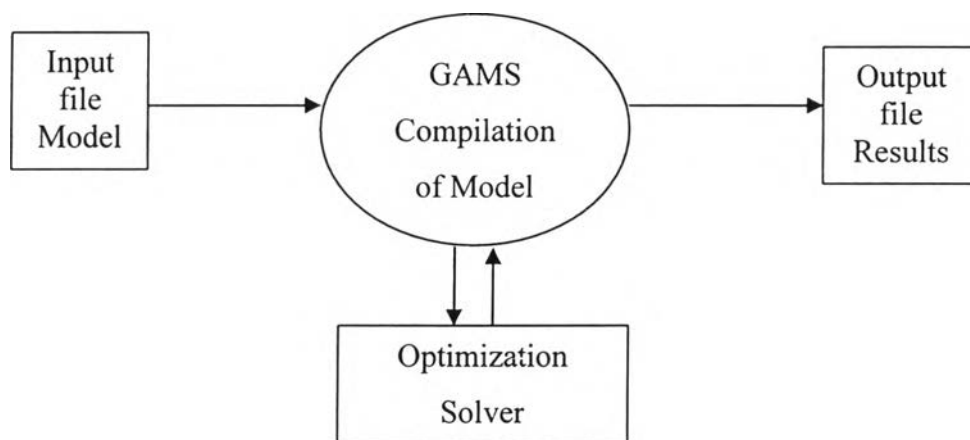 Input
file
Model
GAMS
Compilation
of Model
Output
file
Results
Optimization
Solver